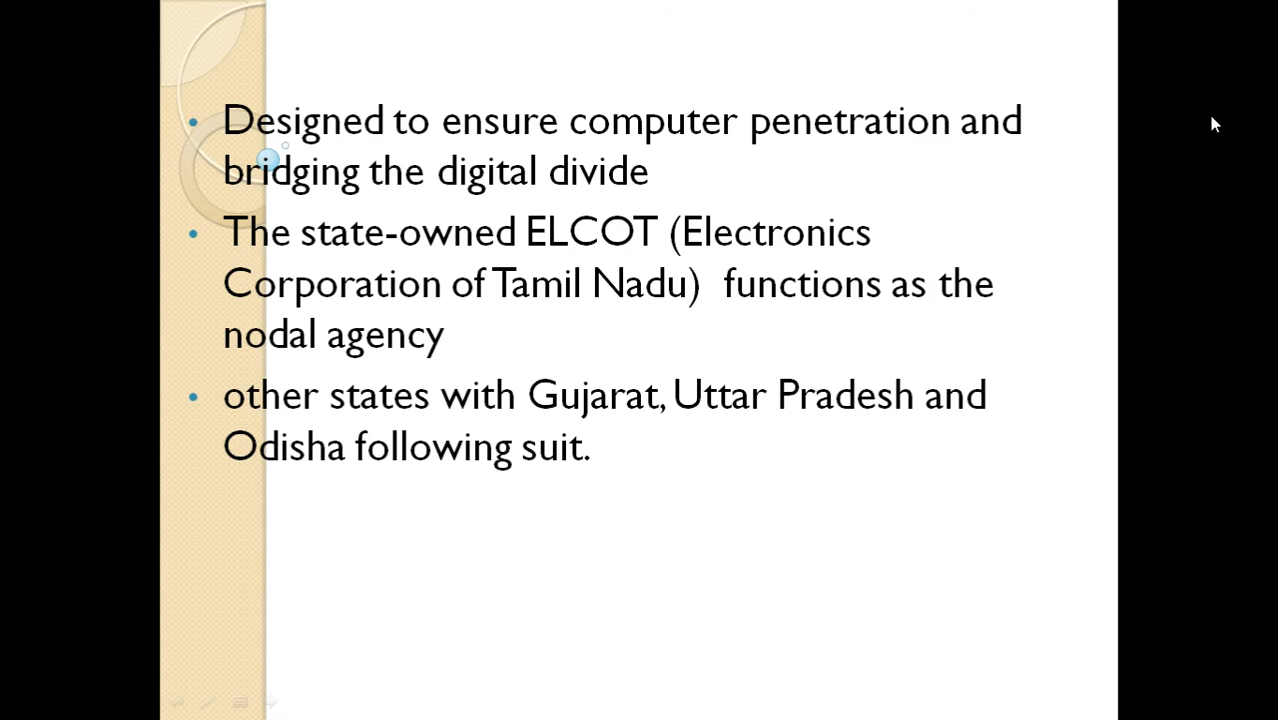 • Designed to ensure computer penetration and
bridging the digital divide
• The state-owned ELCOT (Electronics
Corporation of Tamil Nadu) functions as the
nodal agency
• other states with Gujarat, Uttar Pradesh and
Odisha following suit.